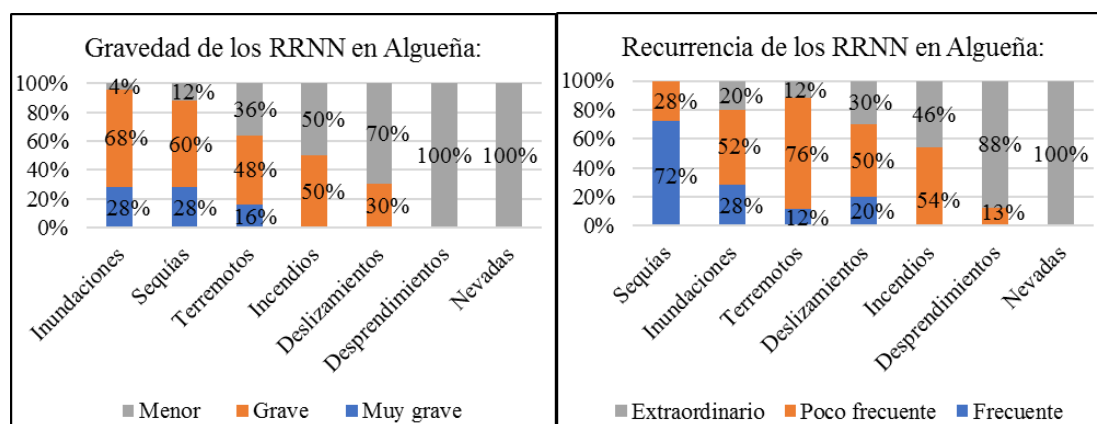 Gravedad de los RRNN en Algueña:
100%
80%
60%
40%
20%
0%
4%
68%
28%
12%
60%
28%
36%
48%
16%
50%
50%
70%
30%
100%
100%
Inundaciones
Sequías
Terremotos
Incendios
Deslizamientos
Desprendimientos
Nevadas
Menor
Grave
Muy grave
Recurrencia de los RRNN en Algueña:
100%
80%
60%
40%
20%
0%
28%
72%
20%
52%
28%
12%
76%
12%
30%
50%
20%
46%
54%
88%
13%
100%
Sequías
Inundaciones
Terremotos
Deslizamientos
Incendios
Desprendimientos
Nevadas
Extraordinario
Poco frecuente
Frecuente